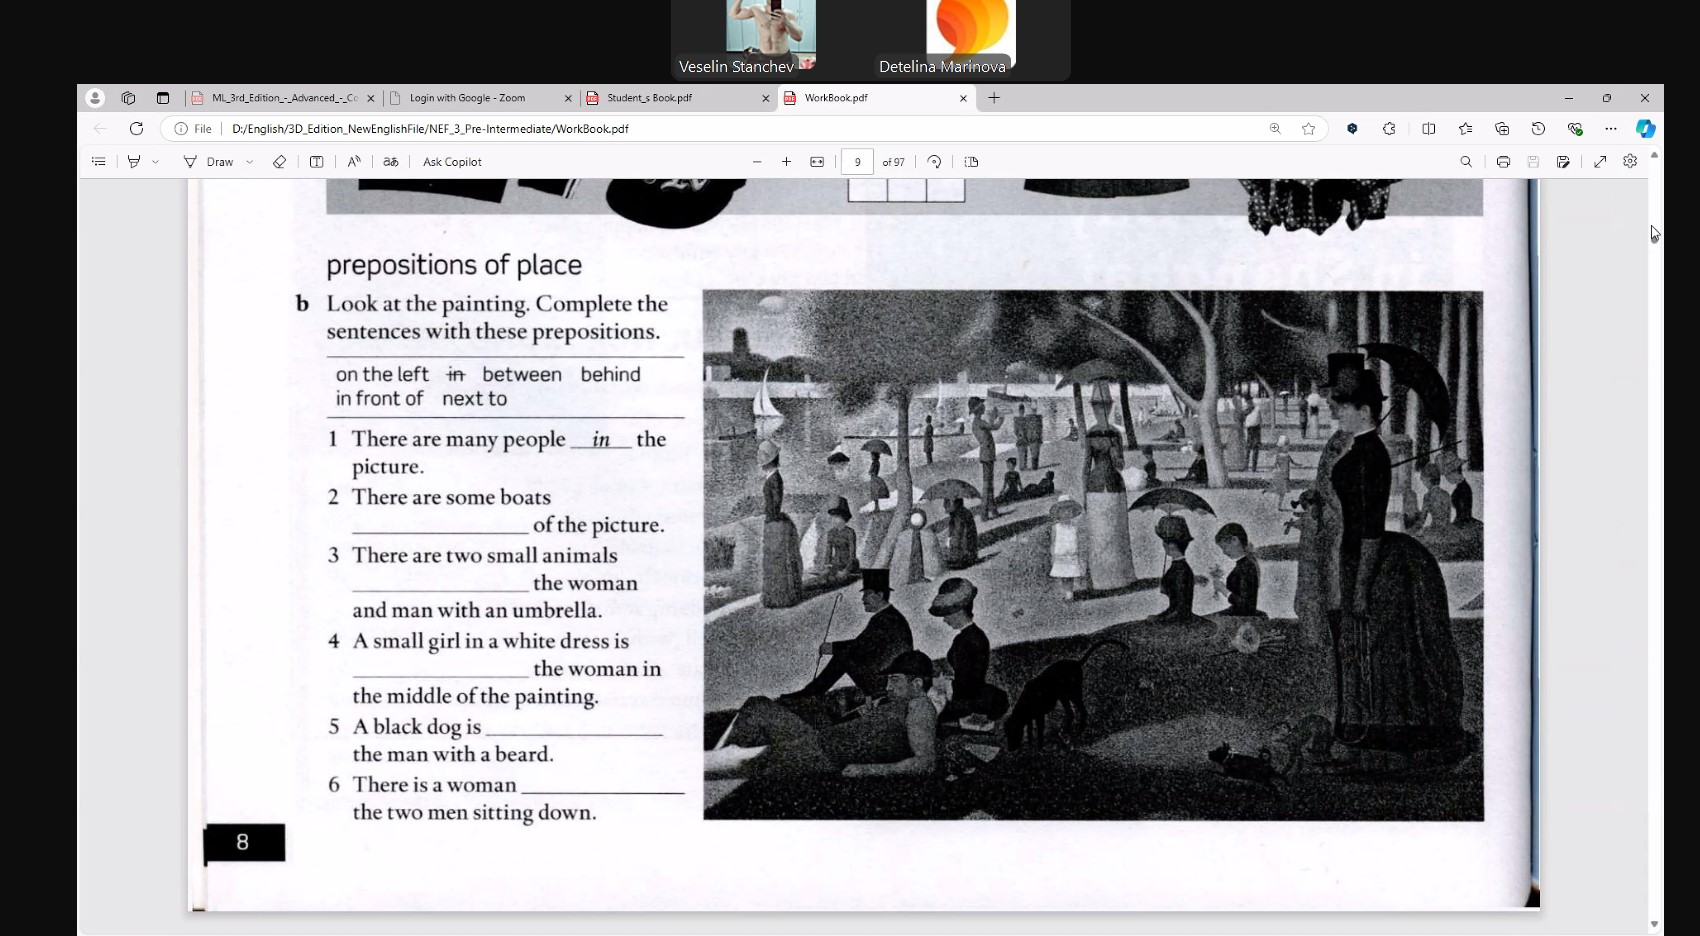 Veselin Stanchev
Detelina Marinova
ML_3rd_Edition_-_Advanced_-_Co
Login with Google - Zoom
Student_s Book.pdf
WorkBook.pdf
File
D:/English/3D_Edition_NewEnglishFile/NEF_3_Pre-Intermediate/WorkBook.pdf
Draw
Ask Copilot
9 of 97
prepositions of place
b Look at the painting. Complete the
sentences with these prepositions.
on the left in between behind
in front of next to
1 There are many people in the
picture.
2 There are some boats
____________ of the picture.
3 There are two small animals
____________ the woman
and man with an umbrella.
4 A small girl in a white dress is
____________ the woman in
the middle of the painting.
5 A black dog is ____________
the man with a beard.
6 There is a woman ____________
the two men sitting down.
8